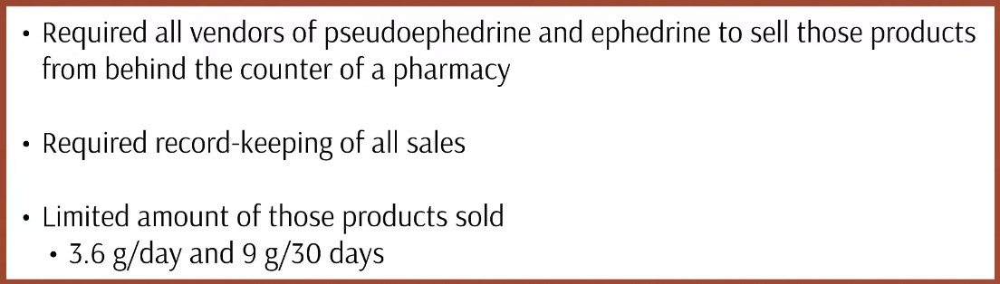 • Required all vendors of pseudoephedrine and ephedrine to sell those products
from behind the counter of a pharmacy
• Required record-keeping of all sales
• Limited amount of those products sold
• 3.6 g/day and 9 g/30 days